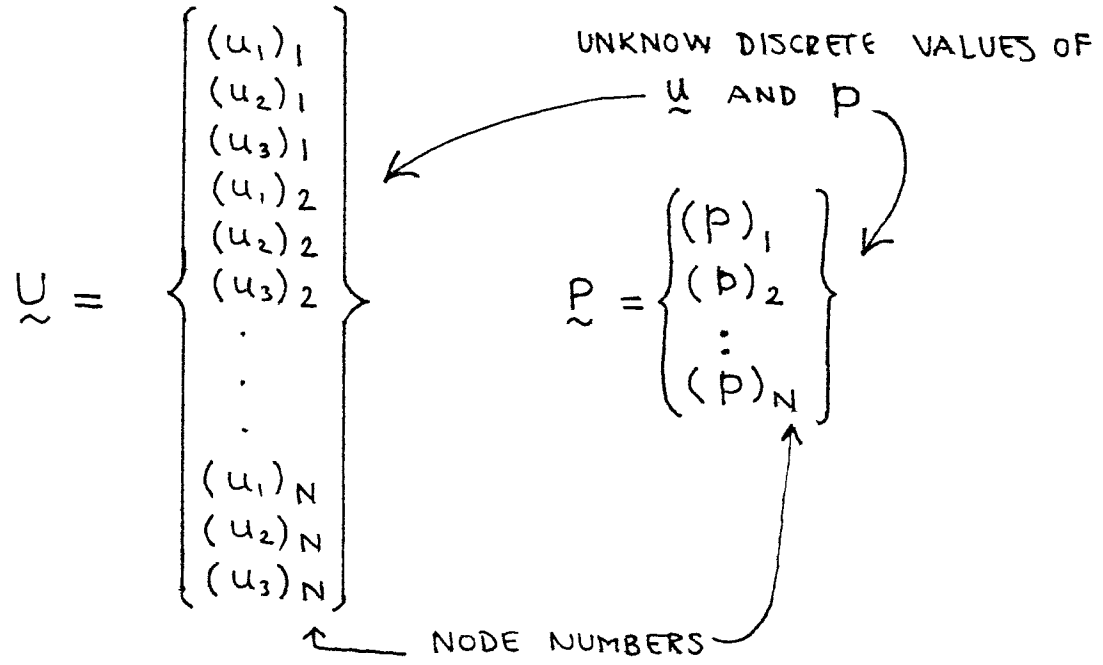 UNKNOW DISCRETE VALUES OF
u AND p
U = { (u₁)₁
(u₂)₁
(u₃)₁
(u₁)₂
(u₂)₂
(u₃)₂
.
.
.
(u₁)N
(u₂)N
(u₃)N }
P = { (p)₁
(p)₂
⋮
(p)N }
NODE NUMBERS